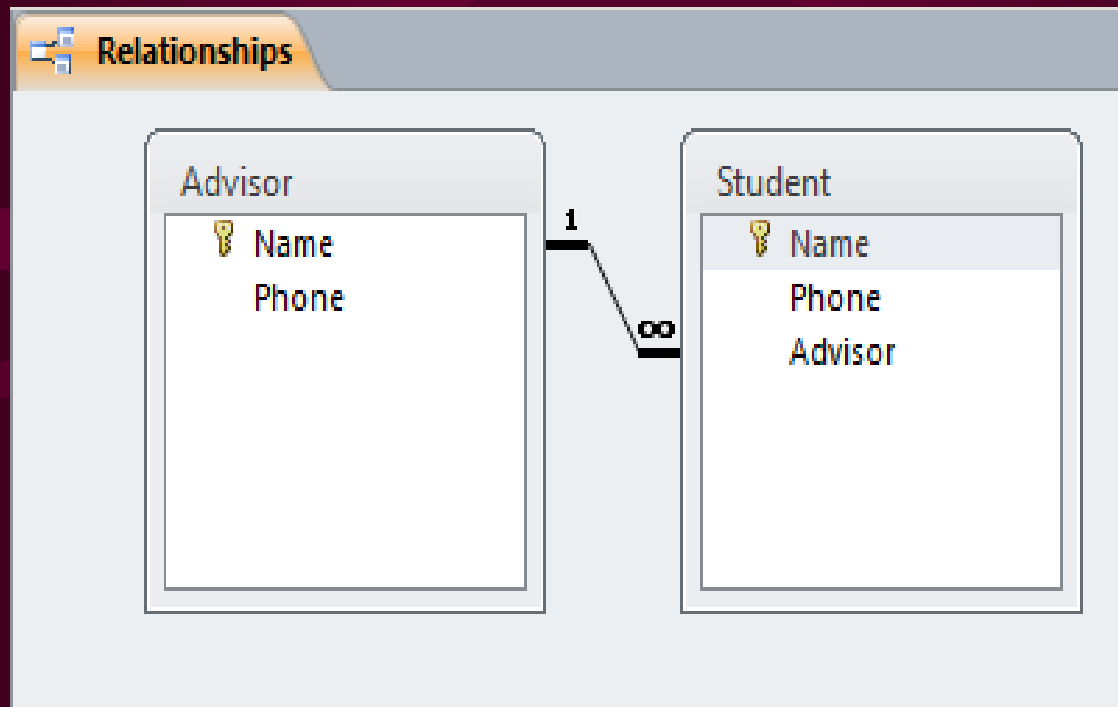 Relationships
Advisor
Name
Phone
1
∞
Student
Name
Phone
Advisor